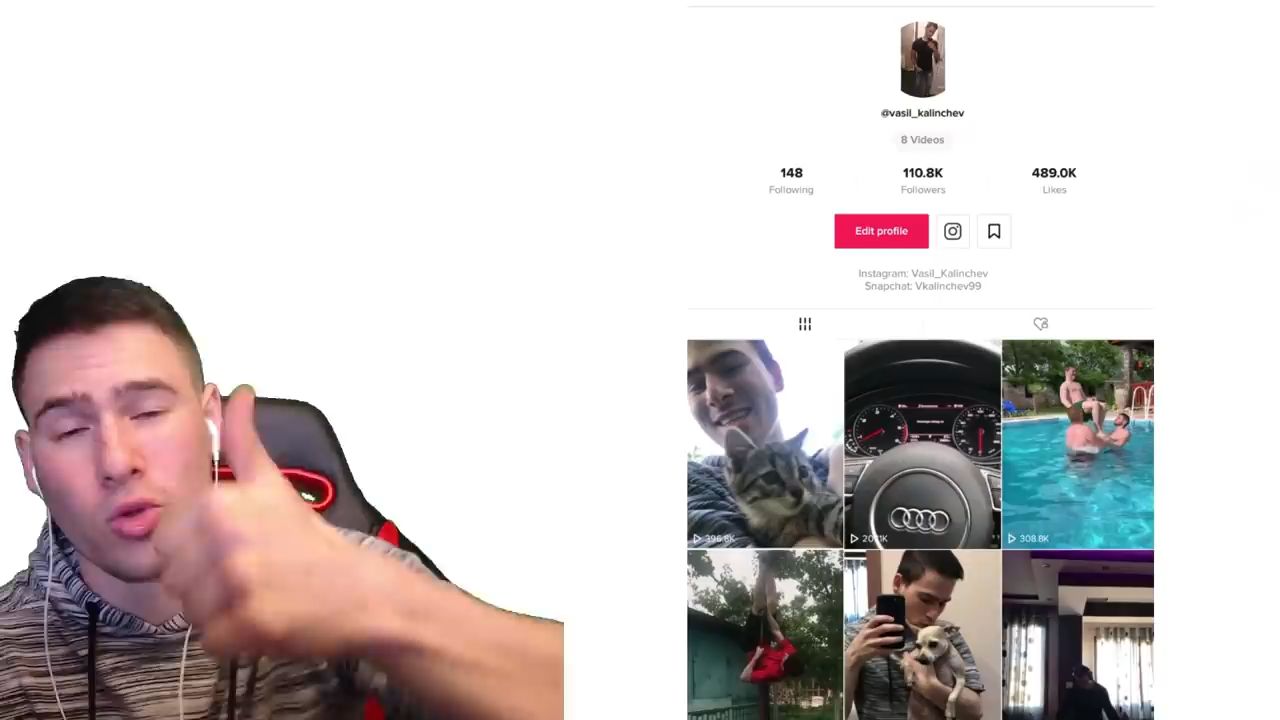 @vasil_kalinchev
8 Videos
148
110.8K
489.0K
Following
Followers
Likes
Edit profile
Instagram: Vasil_Kalinchev
Snapchat: Vkalinchev99
308.8K